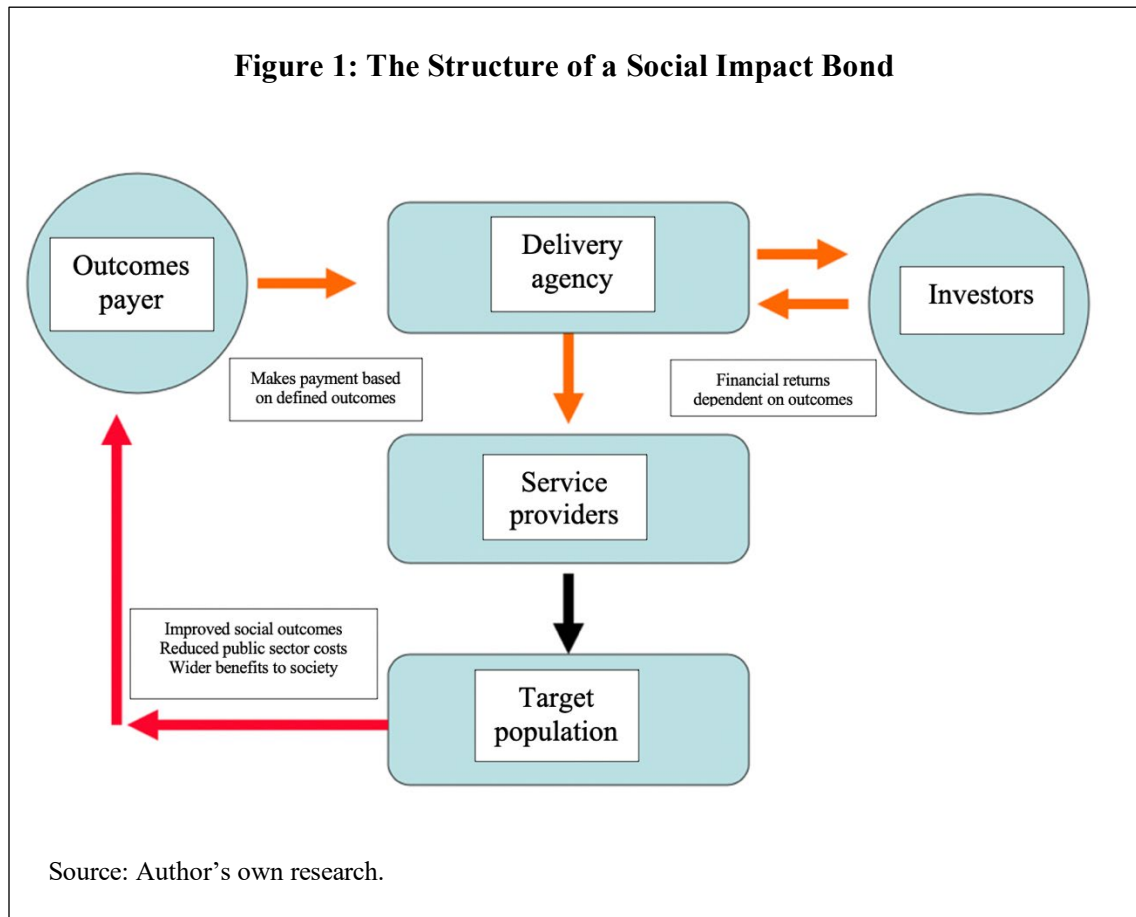 Figure 1: The Structure of a Social Impact Bond
Outcomes
payer
Delivery
agency
Investors
Makes payment based
on defined outcomes
Financial returns
dependent on outcomes
Service
providers
Improved social outcomes
Reduced public sector costs
Wider benefits to society
Target
population
Source: Author’s own research.